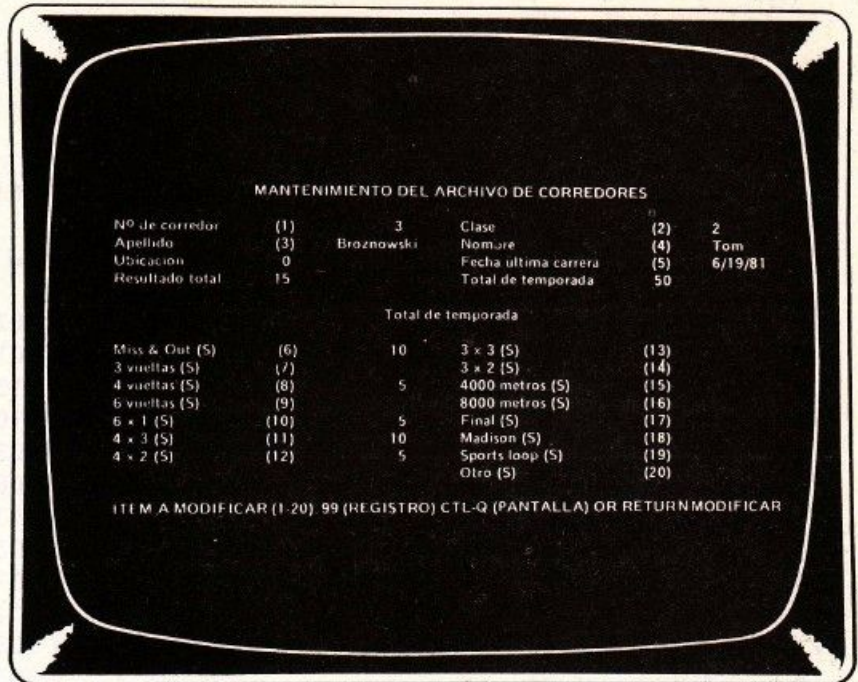 MANTENIMIENTO DEL ARCHIVO DE CORREDORES
Nº de corredor (1) 3 Clase (2) 2
Apellido (3) Broznowski Nombre (4) Tom
Ubicacion 0 Fecha ultima carrera (5) 6/19/81
Resultado total 15 Total de temporada 50
Total de temporada
Miss & Out (S) (6) 10 3 x 3 (S) (13)
3 vueltas (S) (7) 3 x 2 (S) (14)
4 vueltas (S) (8) 5 4000 metros (S) (15)
6 vueltas (S) (9) 8000 metros (S) (16)
6 x 1 (S) (10) 5 Final (S) (17)
4 x 3 (S) (11) 10 Madison (S) (18)
4 x 2 (S) (12) 5 Sports loop (S) (19)
Otro (S) (20)
ITEM A MODIFICAR (1-20) 99 (REGISTRO) CTL-Q (PANTALLA) OR RETURN MODIFICAR